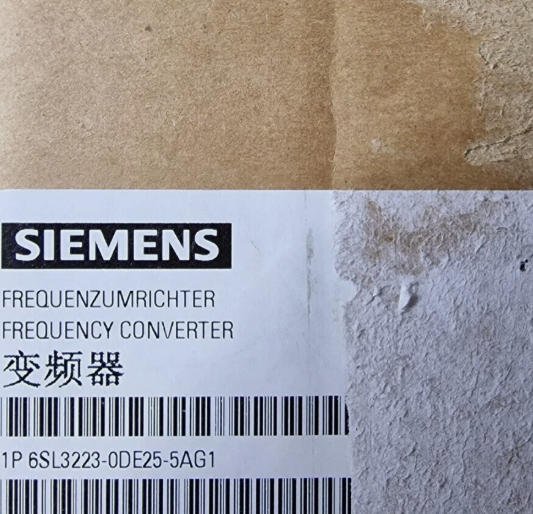 SIEMENS
FREQUENZUMRICHTER
FREQUENCY CONVERTER
变频器
1P 6SL3223-0DE25-5AG1